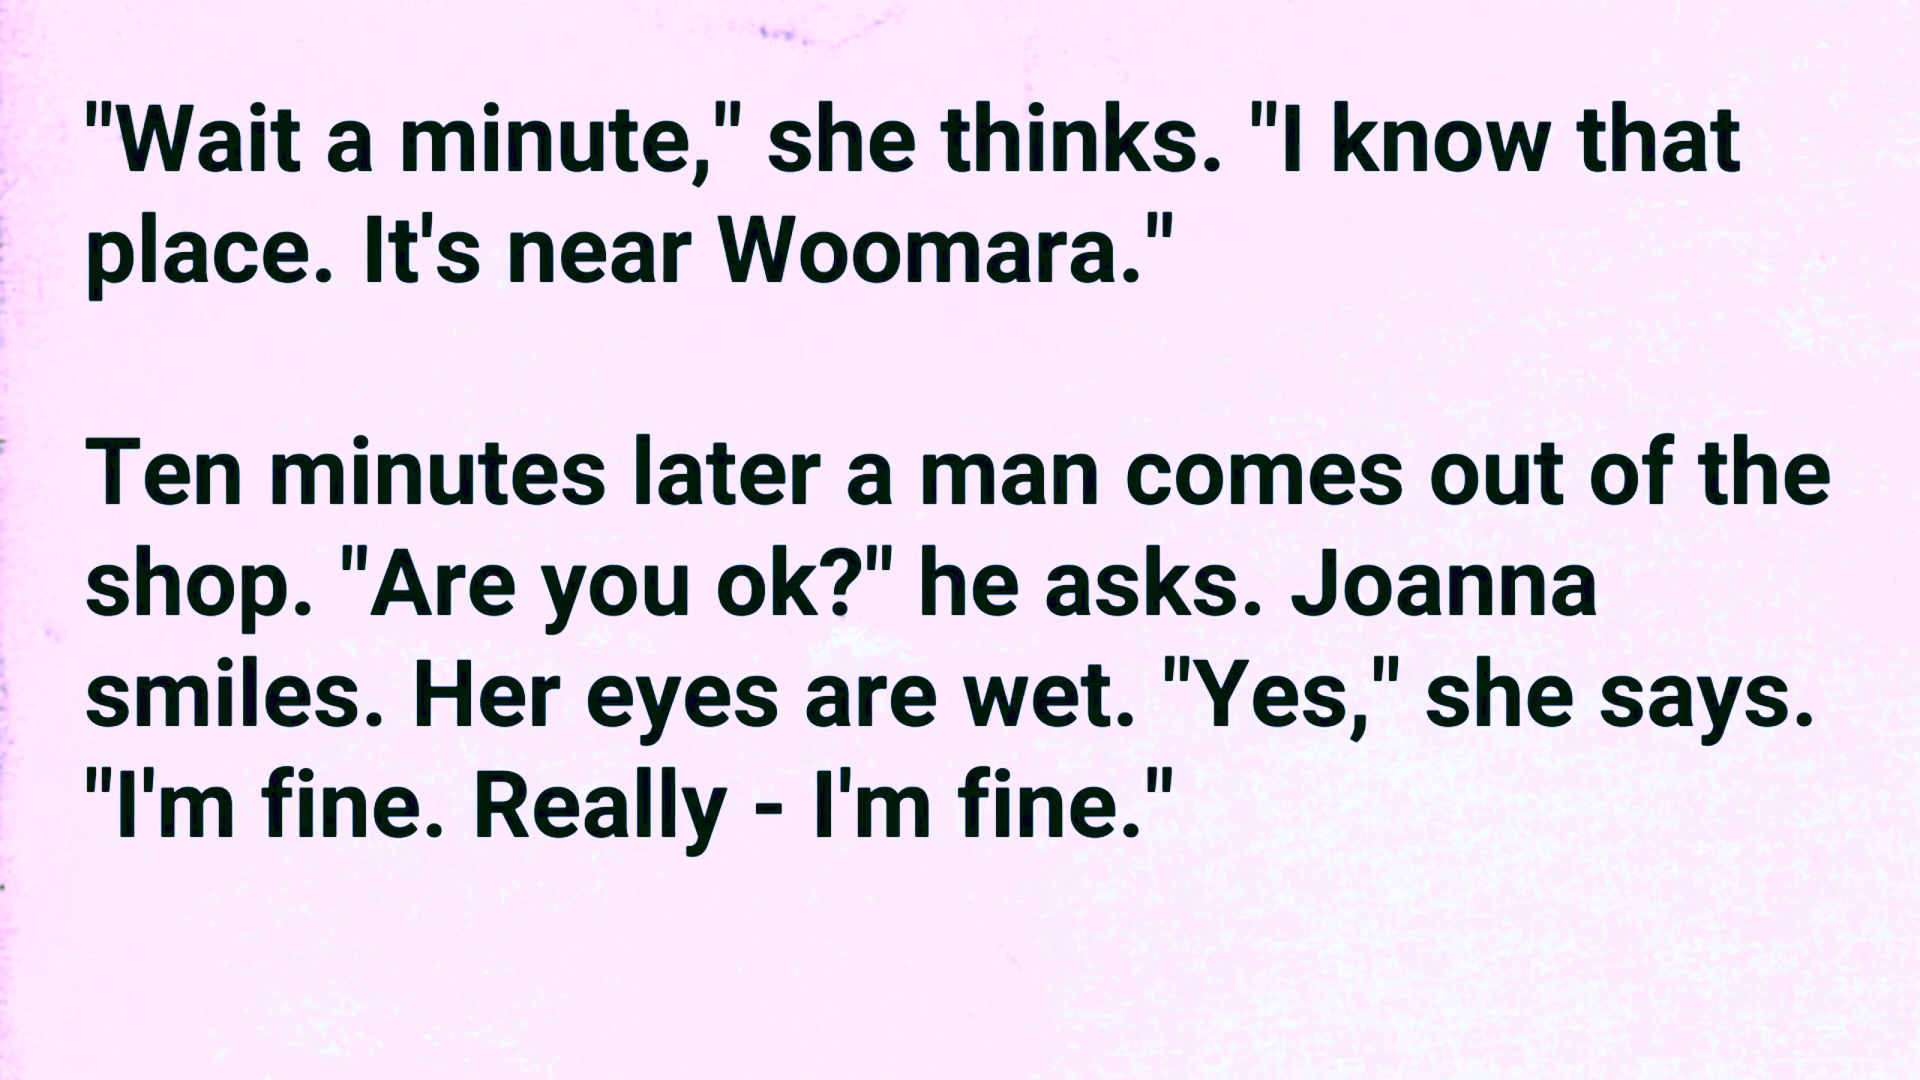 "Wait a minute," she thinks. "I know that
place. It's near Woomara."
Ten minutes later a man comes out of the
shop. "Are you ok?" he asks. Joanna
smiles. Her eyes are wet. "Yes," she says.
"I'm fine. Really - I'm fine."